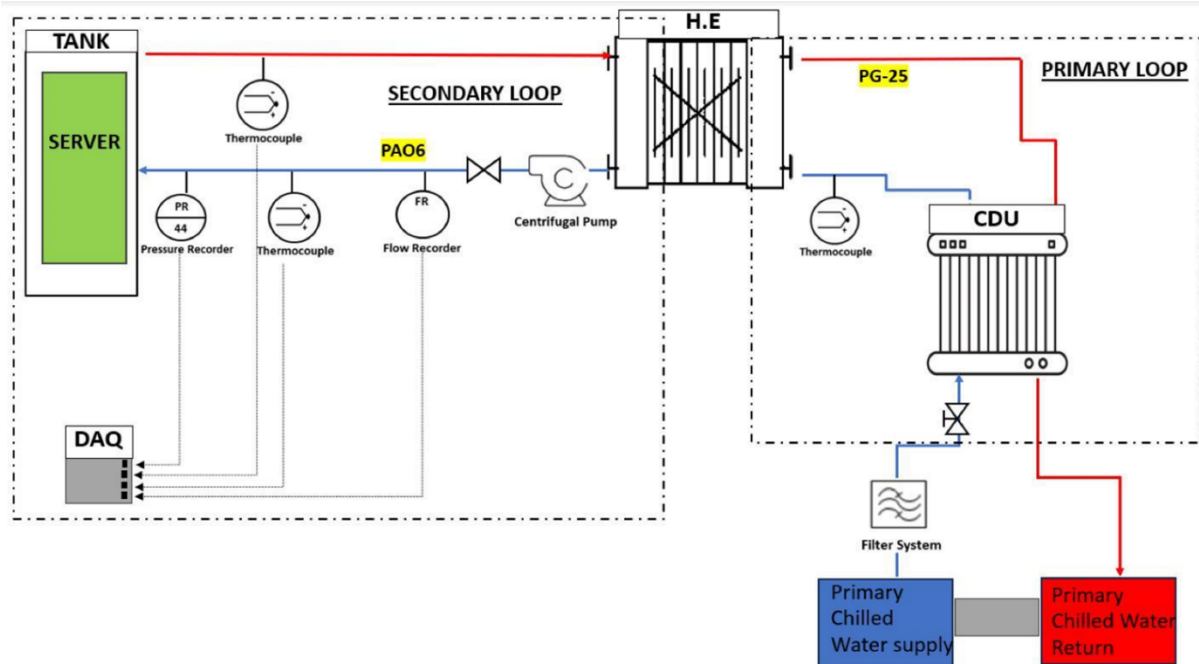 H.E
TANK
SERVER
Thermocouple
SECONDARY LOOP
PAO6
PR
44
Pressure Recorder
Thermocouple
FR
Flow Recorder
C
Centrifugal Pump
PG-25
PRIMARY LOOP
Thermocouple
CDU
DAQ
Filter System
Primary
Chilled
Water supply
Primary
Chilled Water
Return